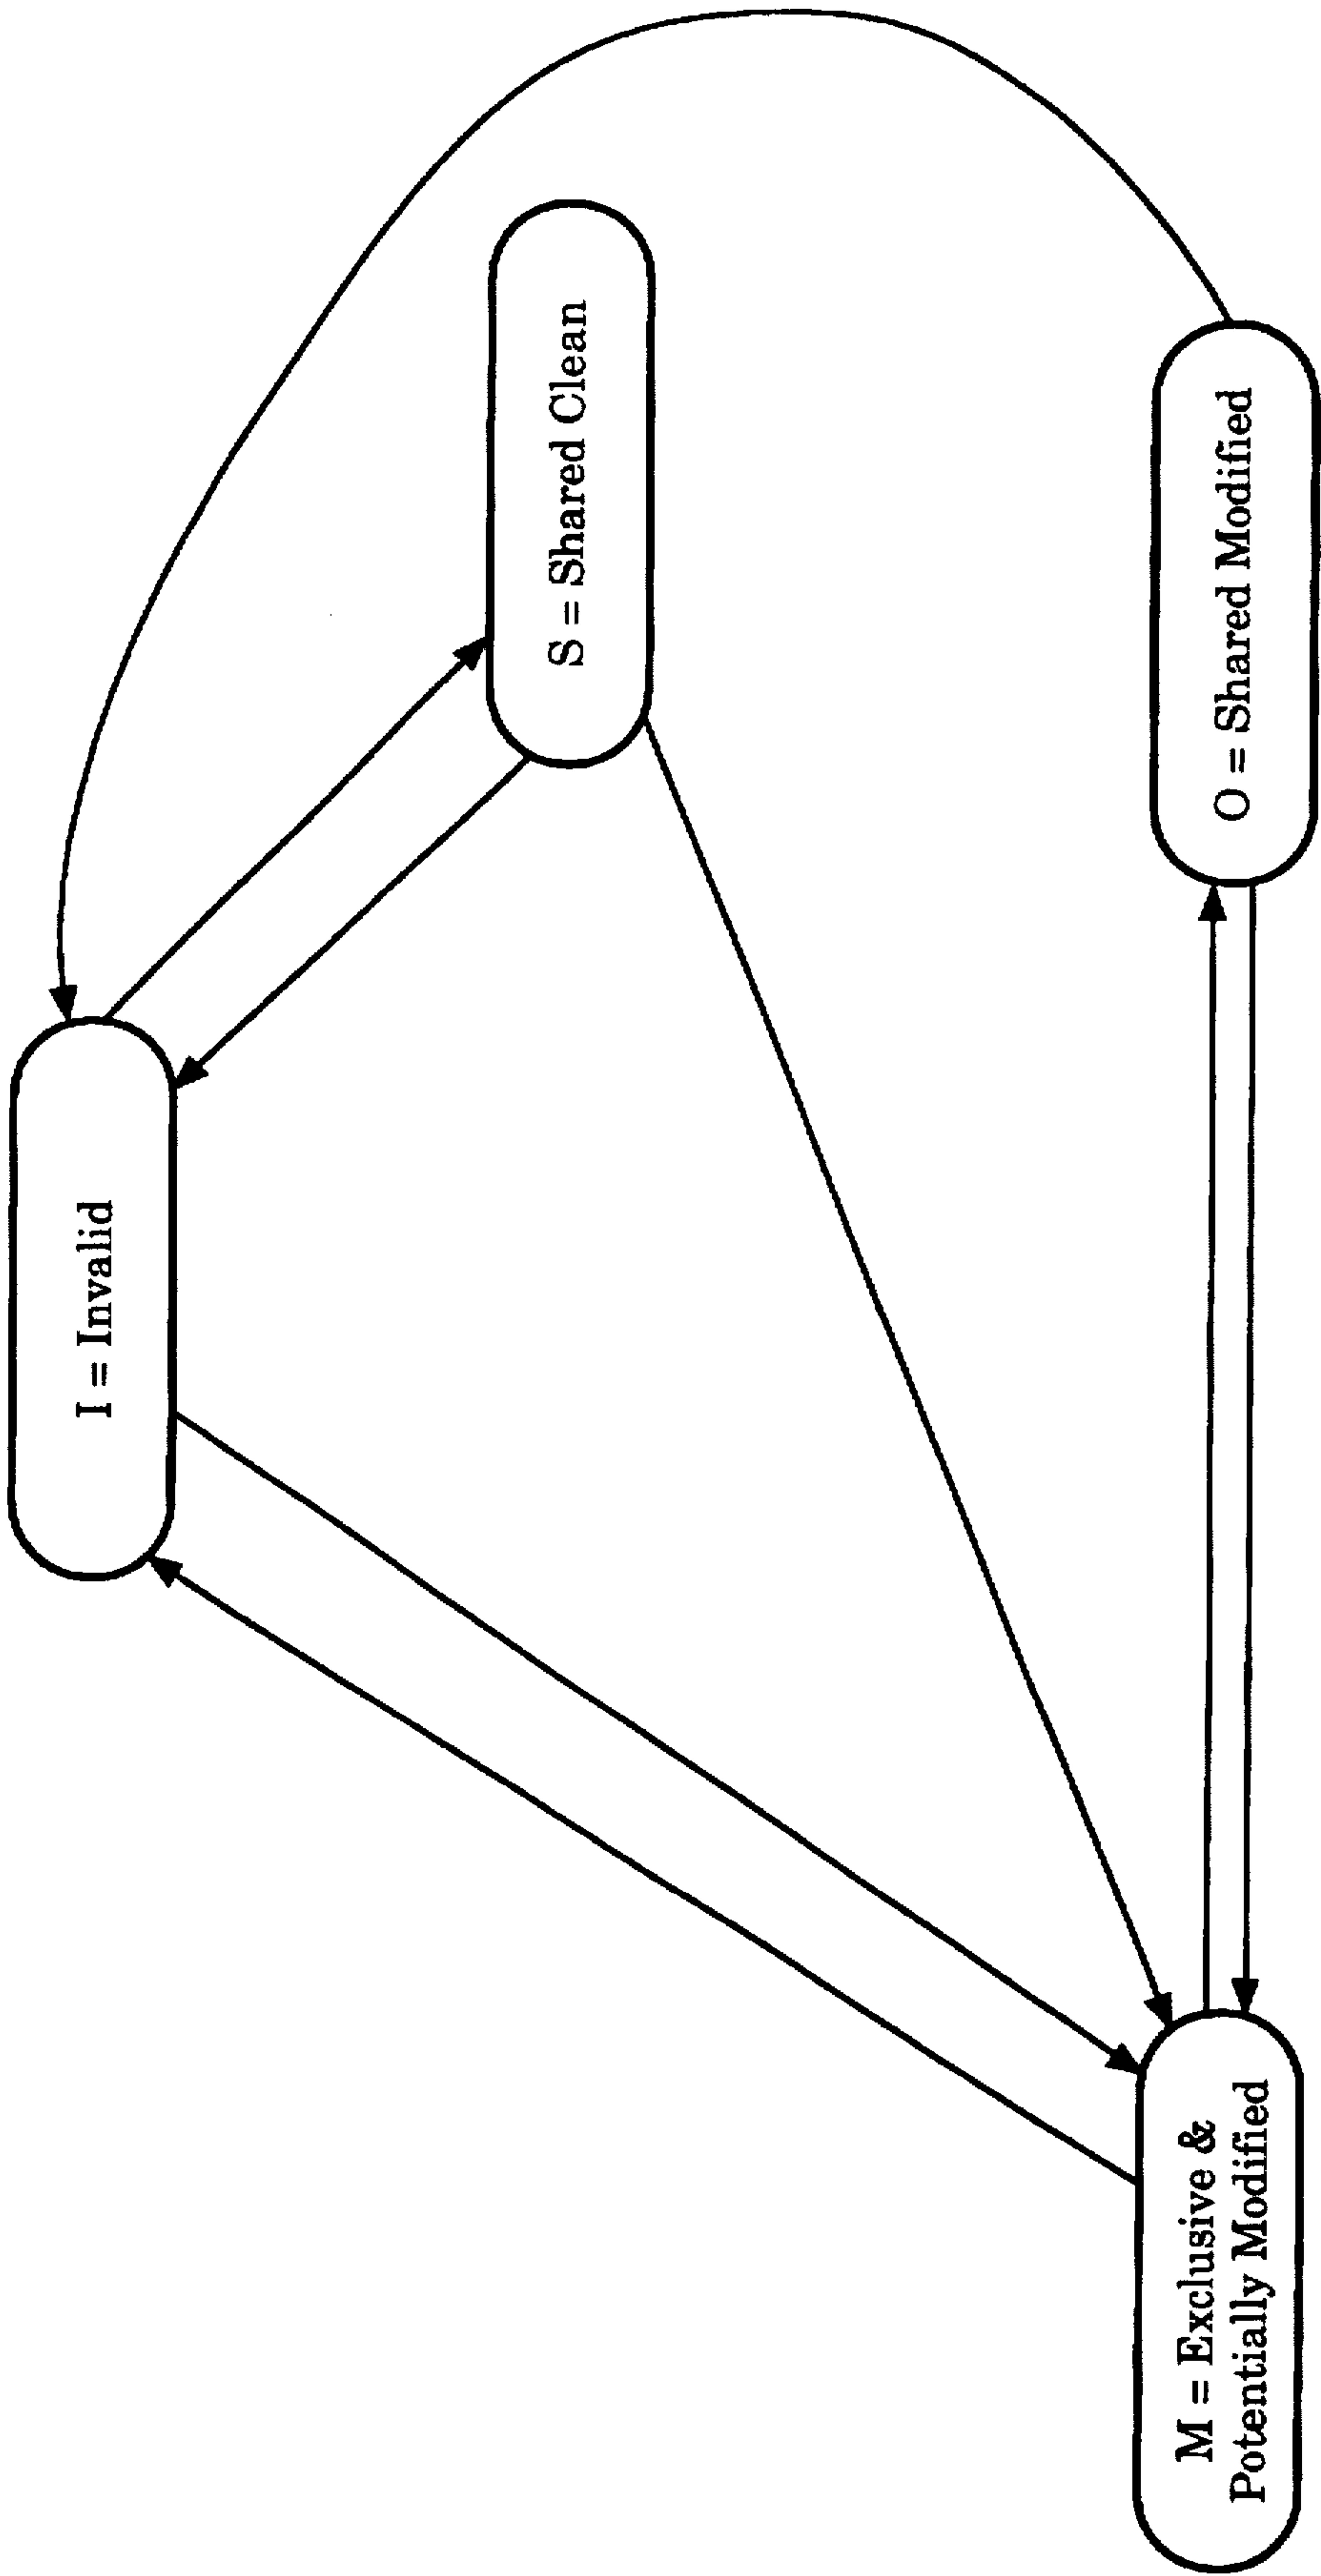 I = Invalid
S = Shared Clean
M = Exclusive &
Potentially Modified
O = Shared Modified